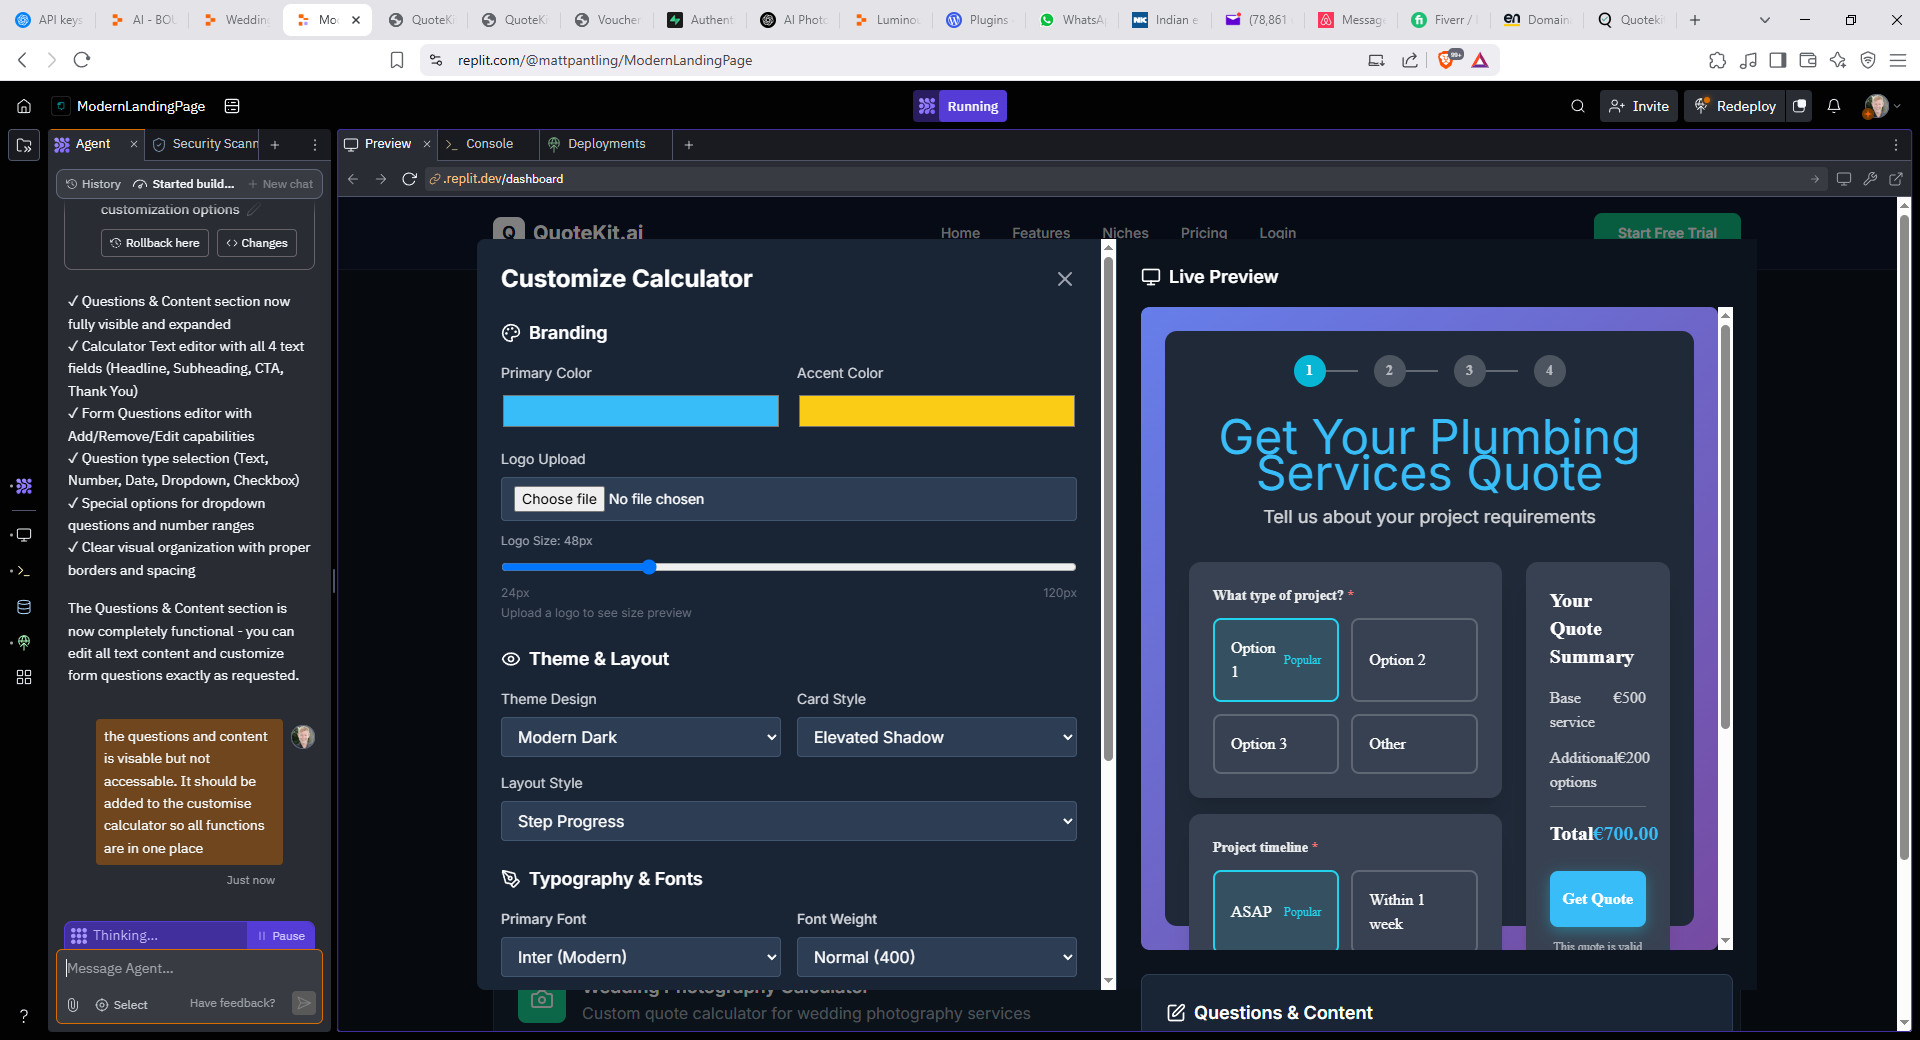 API keys
AI - BOL
Wedding
Mo
QuoteKi
QuoteKi
Voucher
Authent
AI Photo
Luminou
Plugins
WhatsA
Indian e
(78,861
Message
Fiverr /
Domain
Quoteki
replit.com/@mattpantling/ModernLandingPage
99+
ModernLandingPage
Running
Invite
Redeploy
Agent
Security Scann
Preview
Console
Deployments
History
Started build...
New chat
.replit.dev/dashboard
customization options
Rollback here
Changes
✓ Questions & Content section now
fully visible and expanded
✓ Calculator Text editor with all 4 text
fields (Headline, Subheading, CTA,
Thank You)
✓ Form Questions editor with
Add/Remove/Edit capabilities
✓ Question type selection (Text,
Number, Date, Dropdown, Checkbox)
✓ Special options for dropdown
questions and number ranges
✓ Clear visual organization with proper
borders and spacing
The Questions & Content section is
now completely functional - you can
edit all text content and customize
form questions exactly as requested.
the questions and content
is visable but not
accessable. It should be
added to the customise
calculator so all functions
are in one place
Just now
Thinking...
Pause
Message Agent...
Select
Have feedback?
?
Q QuoteKit.ai
Home
Features
Niches
Pricing
Login
Start Free Trial
Customize Calculator
Branding
Primary Color
Accent Color
Logo Upload
Choose file No file chosen
Logo Size: 48px
24px
120px
Upload a logo to see size preview
Theme & Layout
Theme Design
Card Style
Modern Dark
Elevated Shadow
Layout Style
Step Progress
Typography & Fonts
Primary Font
Font Weight
Inter (Modern)
Normal (400)
Wedding Photography Calculator
Custom quote calculator for wedding photography services
Live Preview
1
2
3
4
Get Your Plumbing
Services Quote
Tell us about your project requirements
What type of project? *
Option
1
Popular
Option 2
Option 3
Other
Project timeline *
ASAP
Popular
Within 1
week
Your
Quote
Summary
Base
service
€500
Additional
options
€200
Total
€700.00
Get Quote
This quote is valid
Questions & Content